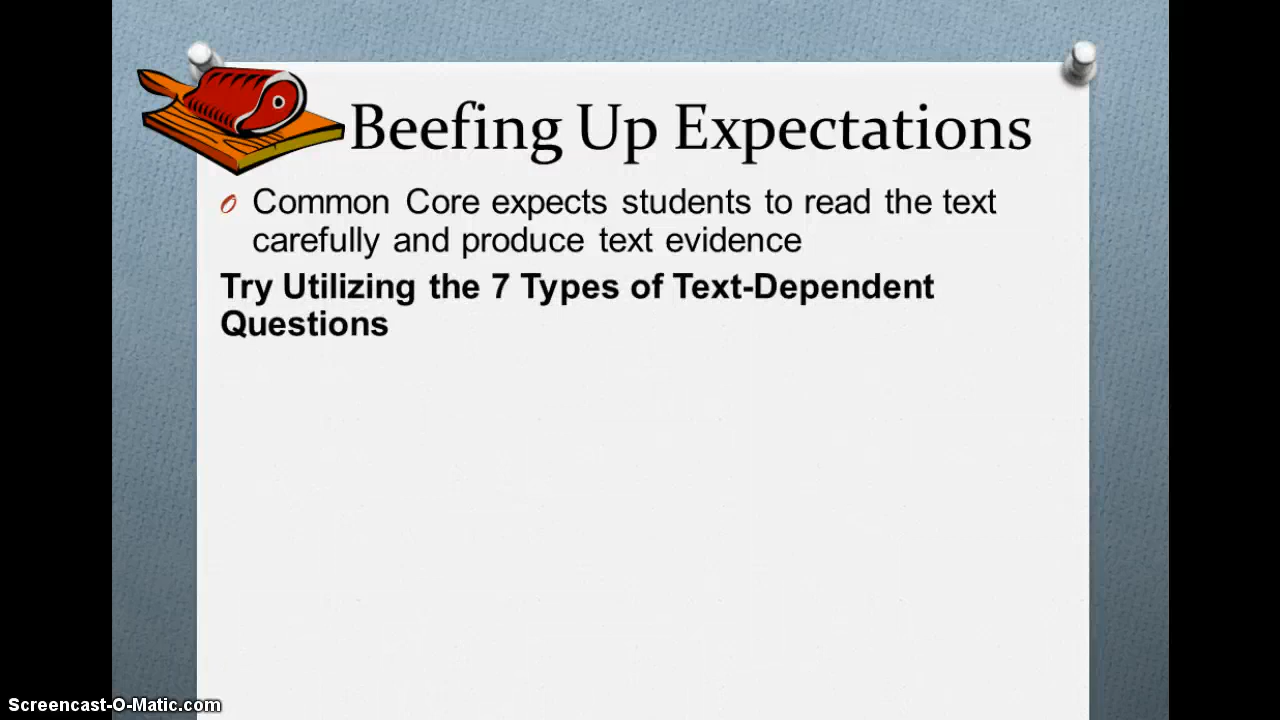 Beefing Up Expectations
Common Core expects students to read the text
carefully and produce text evidence
Try Utilizing the 7 Types of Text-Dependent
Questions
Screencast-O-Matic.com